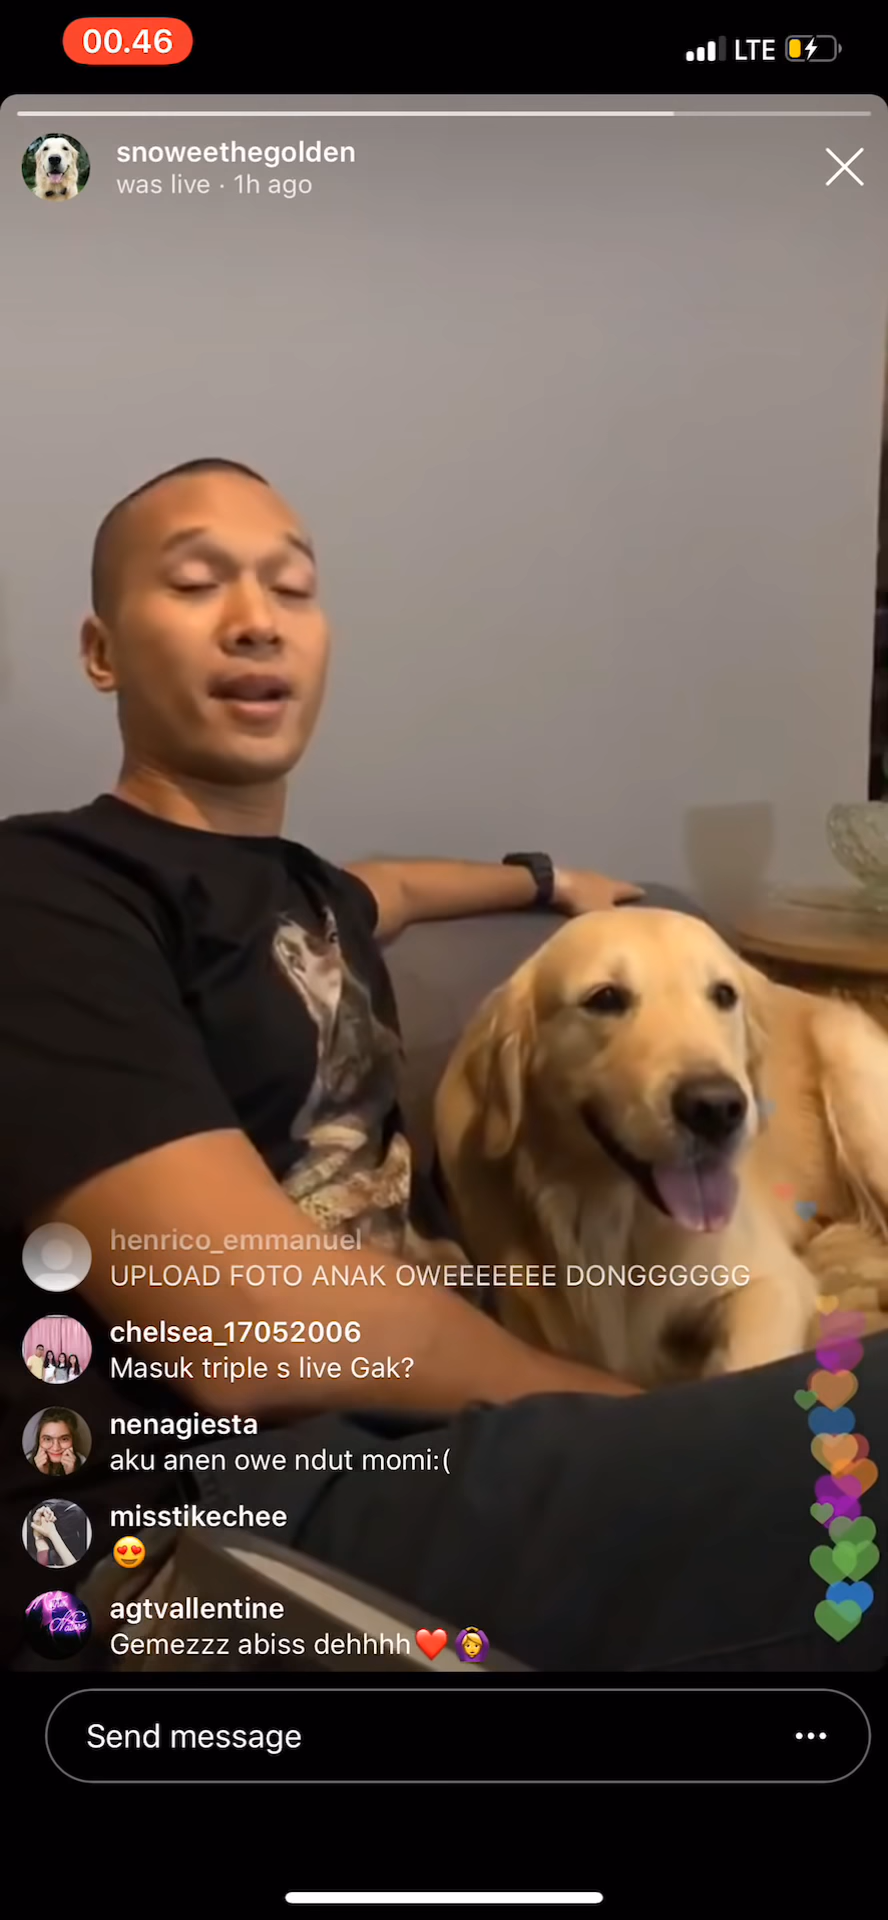 00.46
LTE
snoweethegolden
was live · 1h ago
henrico_emmanuel
UPLOAD FOTO ANAK OWEEEEEEE DONGGGGGG
chelsea_17052006
Masuk triple s live Gak?
nenagiesta
aku anen owe ndut momi:(
misstikechee
😍
agtvallentine
Gemezzz abiss dehhhh❤️🙆‍♀️
Send message